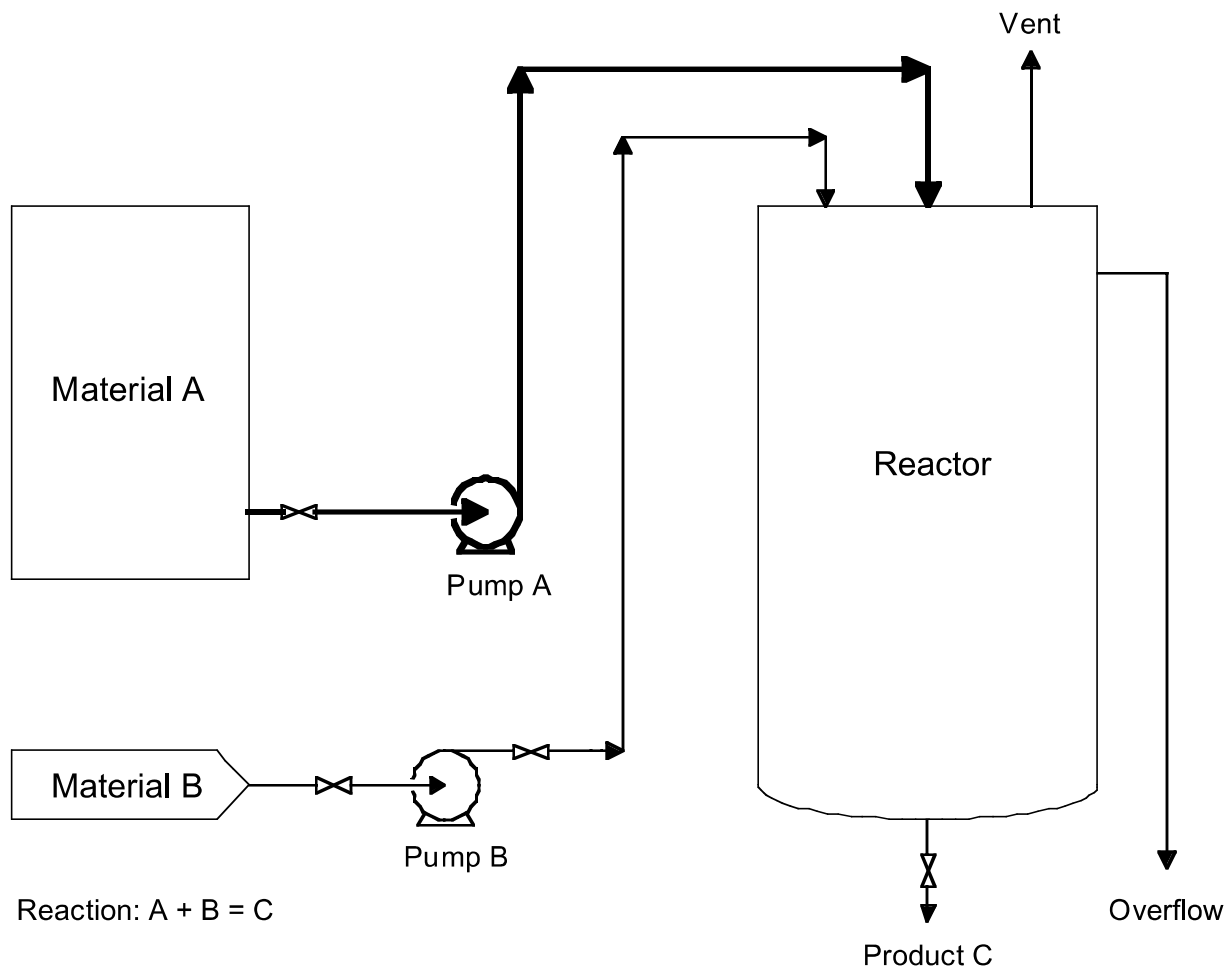 Vent
Material A
Reactor
Pump A
Material B
Pump B
Reaction: A + B = C
Overflow
Product C